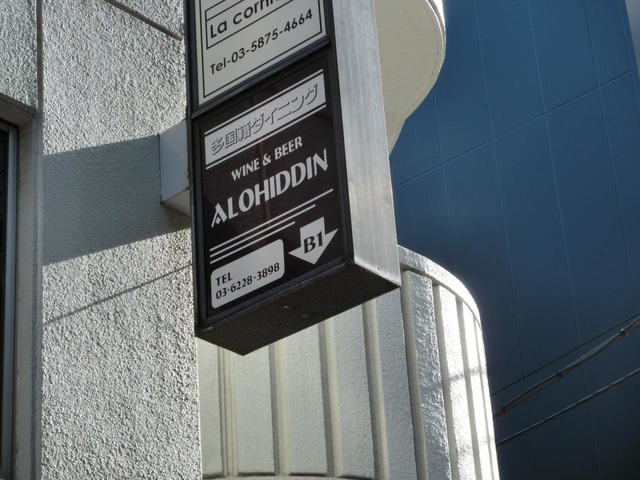 La corni
Tel-03-5875-4664
多国籍ダイニング
WINE & BEER
ALOHIDDIN
B1
TEL
03-6228-3898